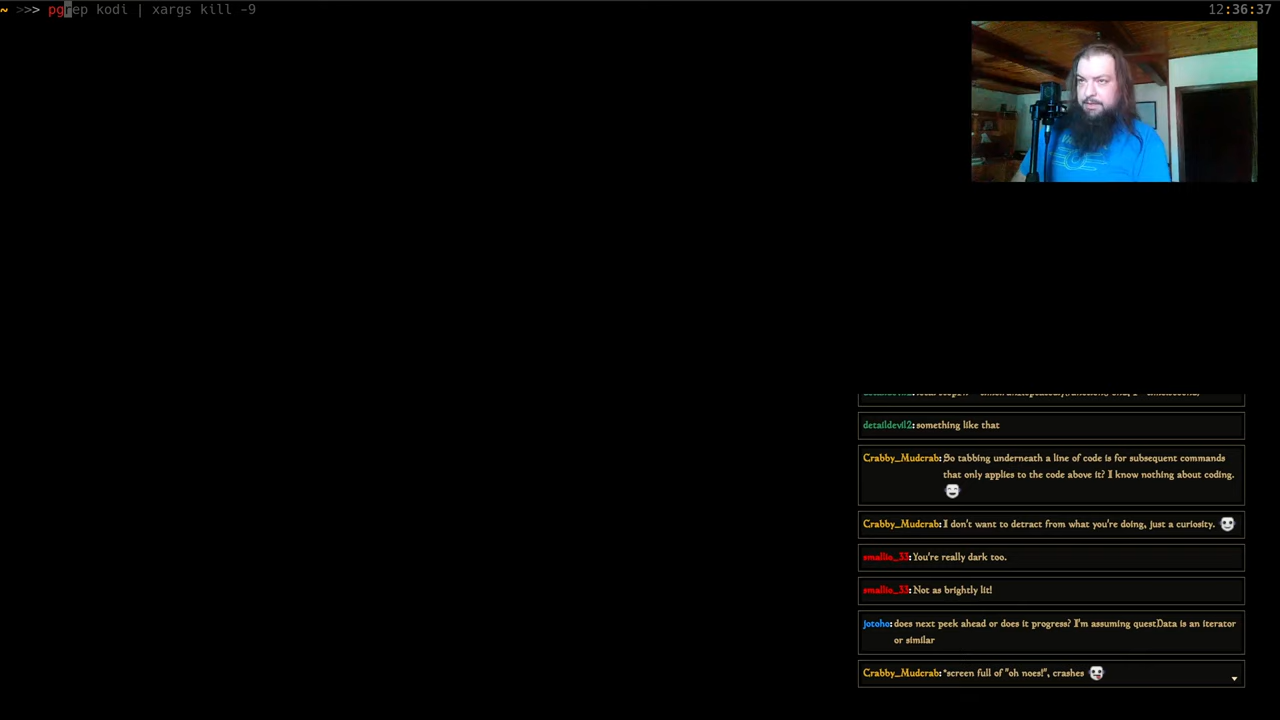 ~ >>> pgrep kodi | xargs kill -9
12:36:37
detaildevil2: something like that
Crabby_Mudcrab: So tabbing underneath a line of code is for subsequent commands
that only applies to the code above it? I know nothing about coding.
Crabby_Mudcrab: I don't want to detract from what you're doing, just a curiosity.
smallio_33: You're really dark too.
smallio_33: Not as brightly lit!
jotoho: does next peek ahead or does it progress? I'm assuming questData is an iterator
or similar
Crabby_Mudcrab: *screen full of "oh noes!", crashes